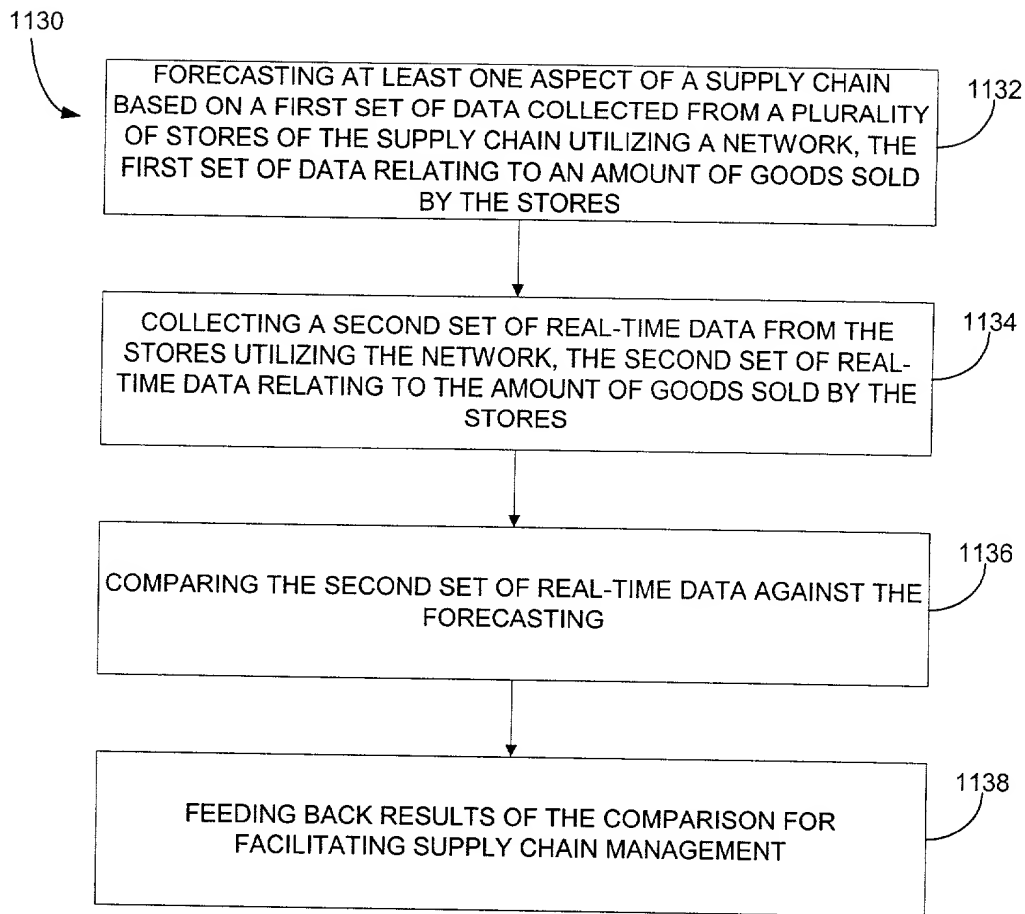 1130
FORECASTING AT LEAST ONE ASPECT OF A SUPPLY CHAIN
BASED ON A FIRST SET OF DATA COLLECTED FROM A PLURALITY
OF STORES OF THE SUPPLY CHAIN UTILIZING A NETWORK, THE
FIRST SET OF DATA RELATING TO AN AMOUNT OF GOODS SOLD
BY THE STORES
1132
COLLECTING A SECOND SET OF REAL-TIME DATA FROM THE
STORES UTILIZING THE NETWORK, THE SECOND SET OF REAL-
TIME DATA RELATING TO THE AMOUNT OF GOODS SOLD BY THE
STORES
1134
COMPARING THE SECOND SET OF REAL-TIME DATA AGAINST THE
FORECASTING
1136
FEEDING BACK RESULTS OF THE COMPARISON FOR
FACILITATING SUPPLY CHAIN MANAGEMENT
1138